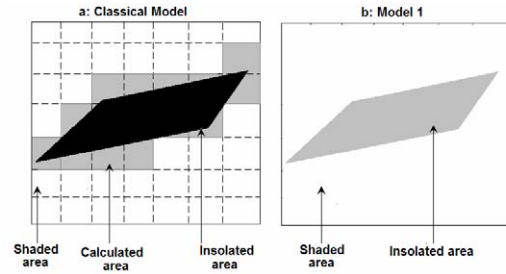 a: Classical Model
b: Model 1
Shaded area
Calculated area
Insolated area
Shaded area
Insolated area